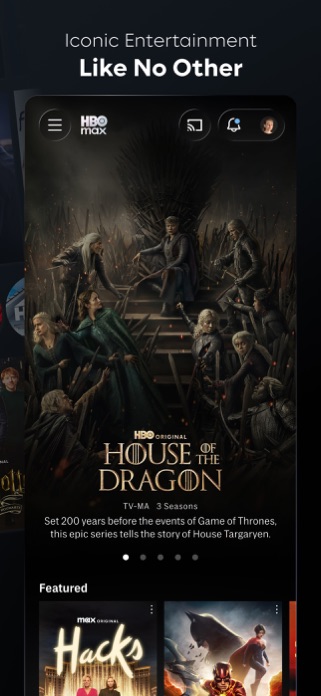 Iconic Entertainment
Like No Other
HBO
max
HBO ORIGINAL
HOUSE OF THE
DRAGON
TV-MA 3 Seasons
Set 200 years before the events of Game of Thrones,
this epic series tells the story of House Targaryen.
Featured
max ORIGINAL
Hacks